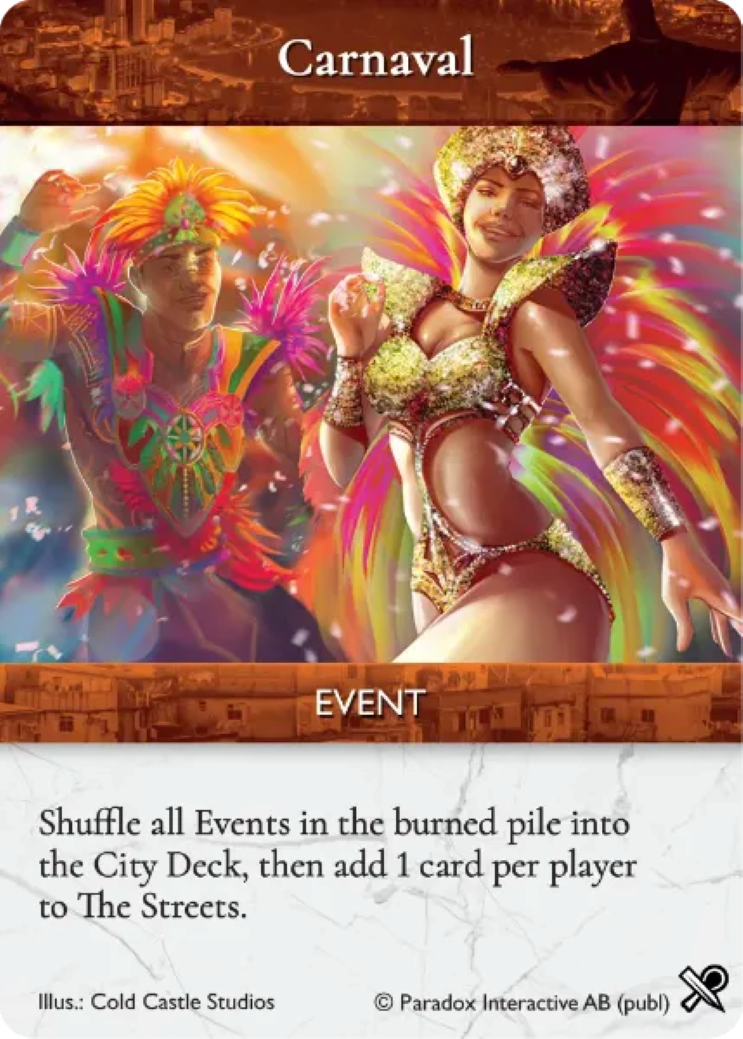 Carnaval
EVENT
Shuffle all Events in the burned pile into
the City Deck, then add 1 card per player
to The Streets.
Illus.: Cold Castle Studios
© Paradox Interactive AB (publ)